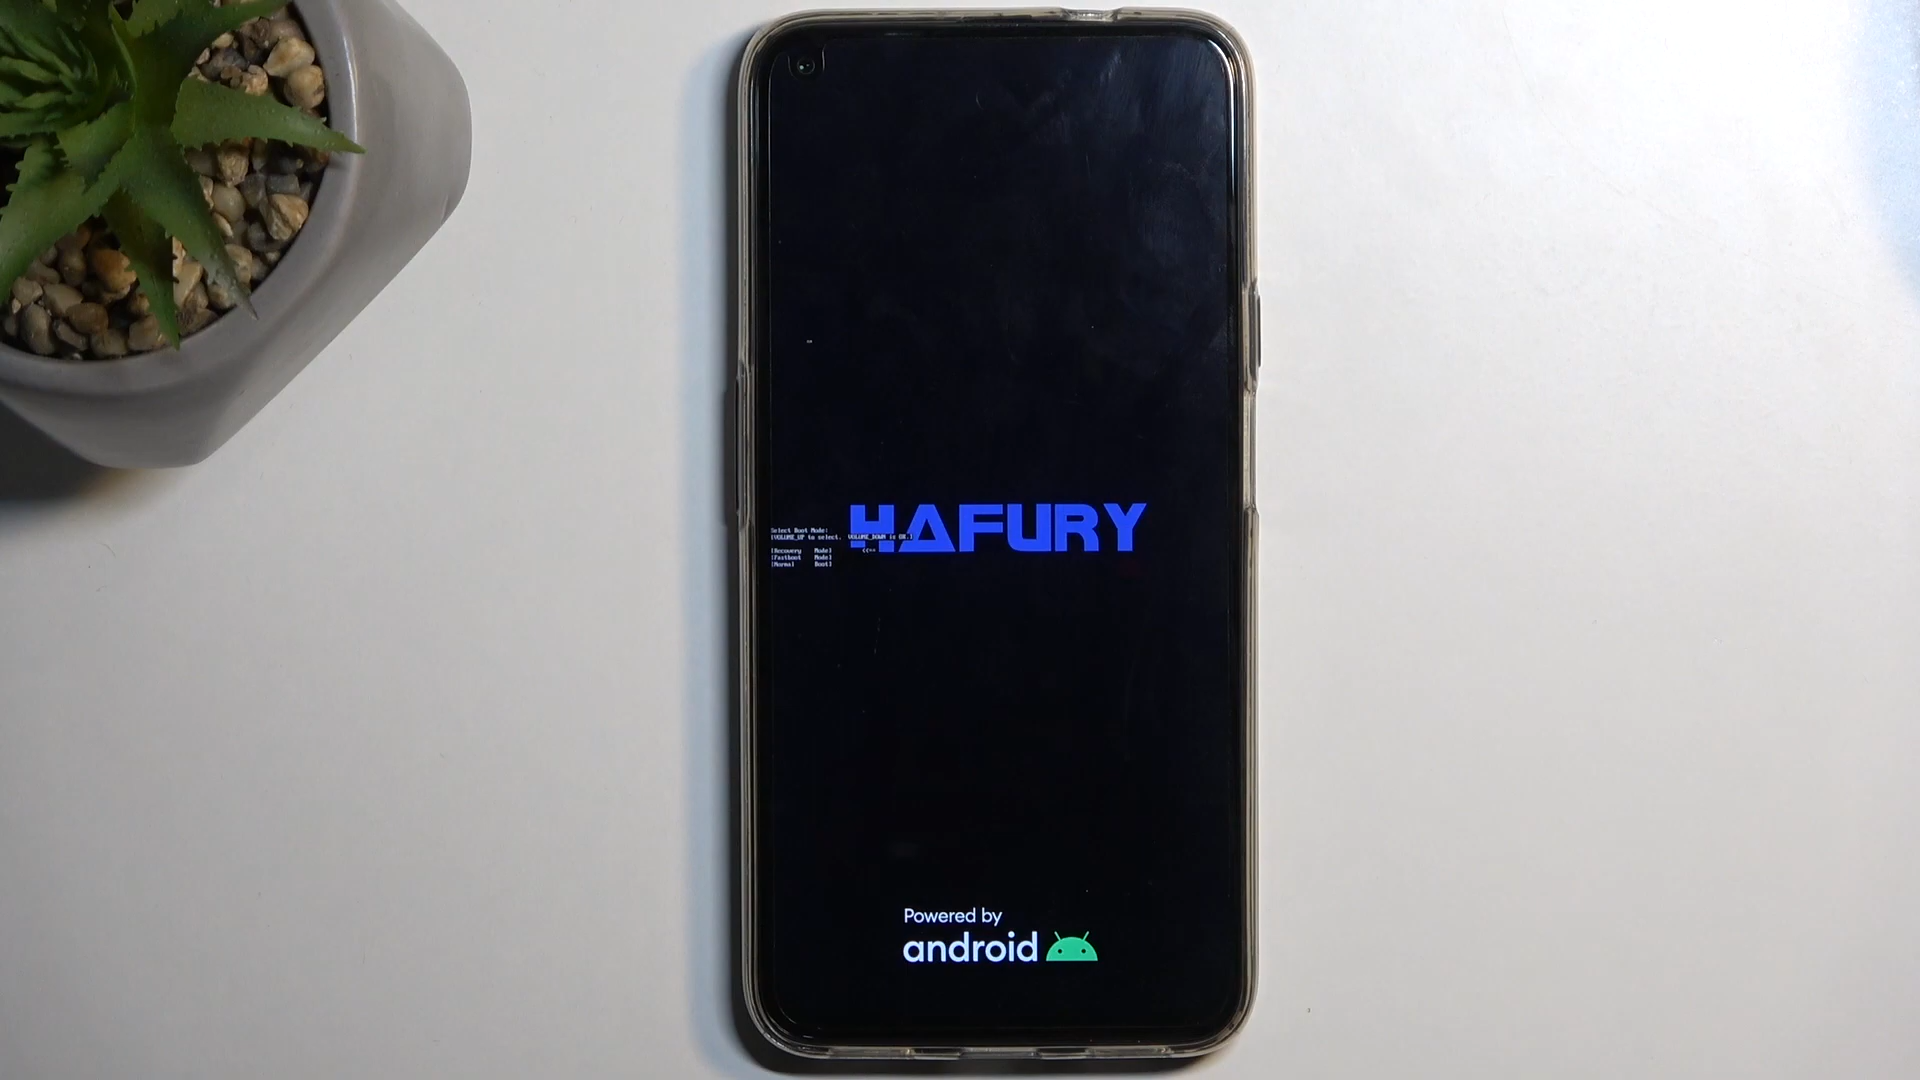 Select Boot Mode:
[VOLUME_UP to select. VOLUME_DOWN is OK.]
[Recovery Mode] <<==
[Fastboot Mode]
[Normal Boot]
HAFURY
Powered by
android